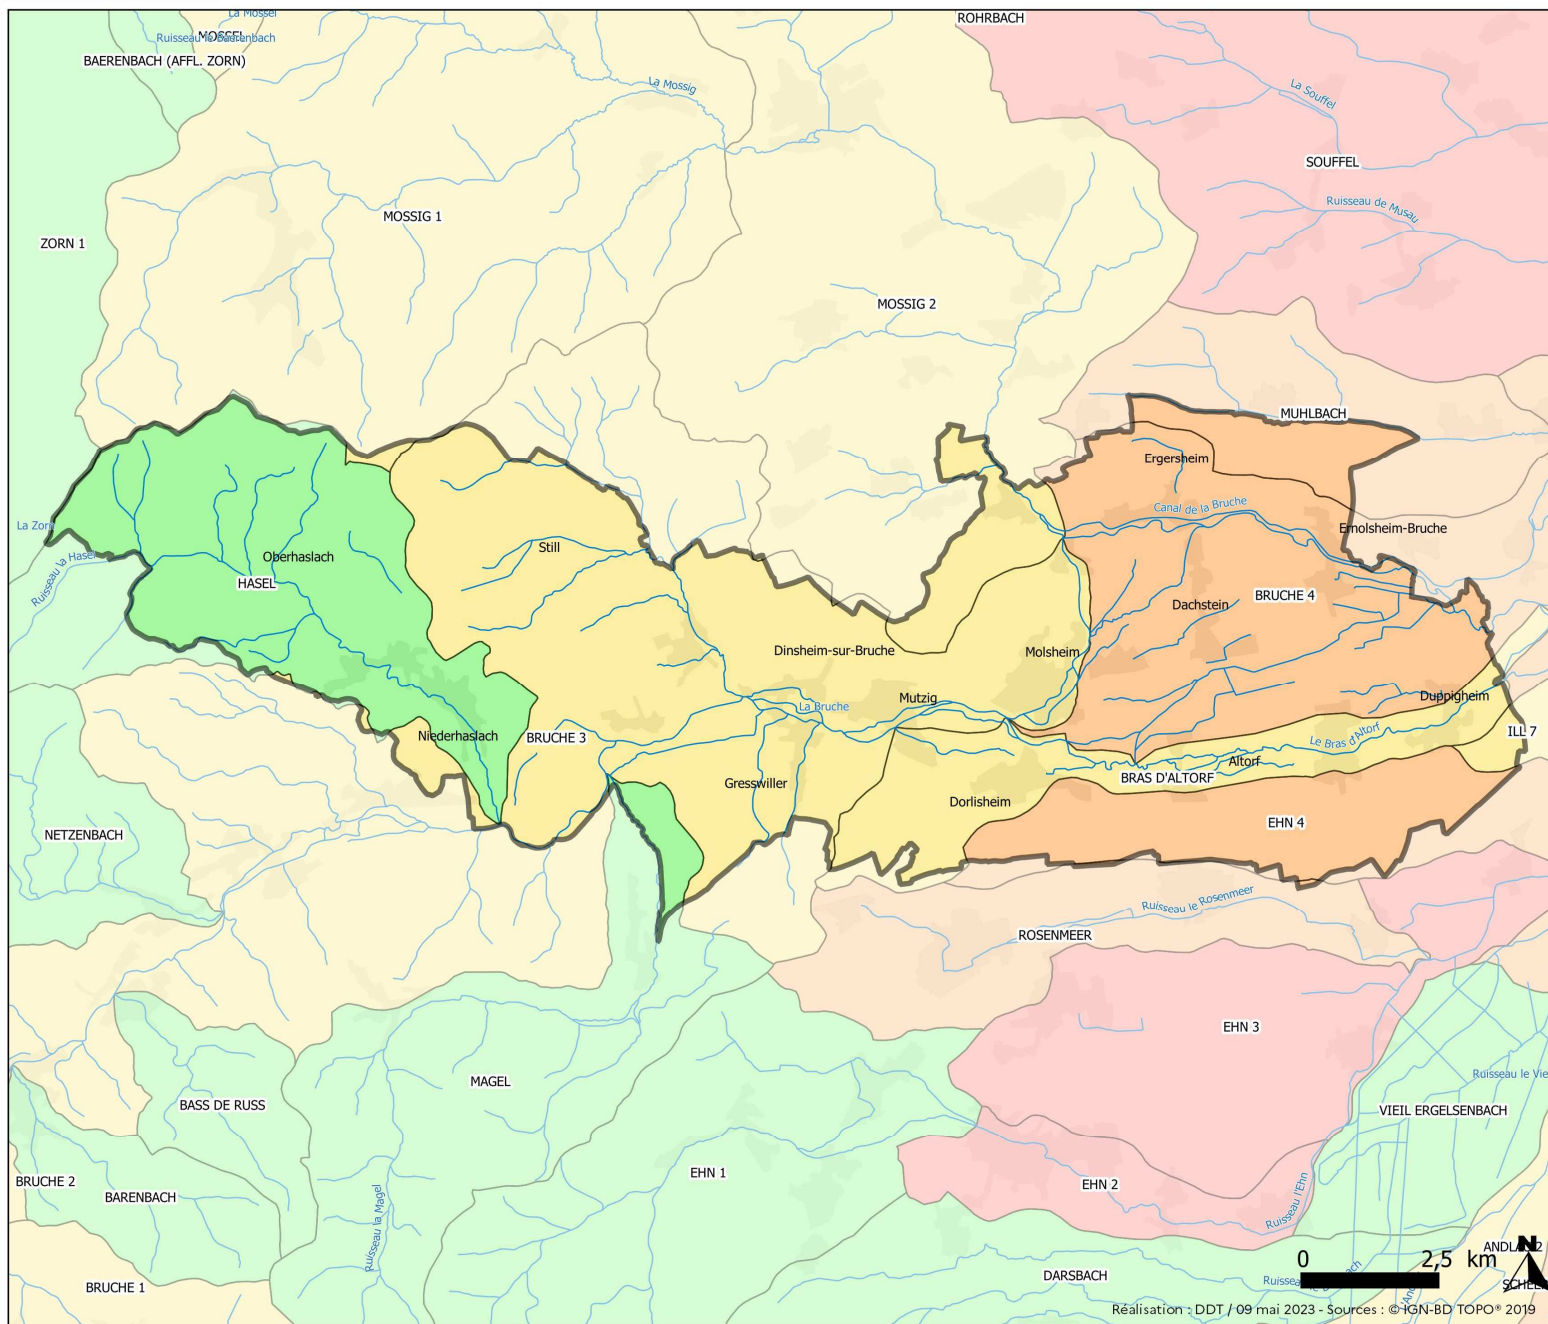 La Mossel
ROHRBACH
MOSSEL
Ruisseau le Baerenbach
BAERENBACH (AFFL. ZORN)
La Mossig
La Souffel
SOUFFEL
Ruisseau de Musau
MOSSIG 1
ZORN 1
MOSSIG 2
MUHLBACH
Ergersheim
Canal de la Bruche
La Zorn
Ernolsheim-Bruche
Still
Oberhaslach
Ruisseau la Hasel
HASEL
BRUCHE 4
Dachstein
Dinsheim-sur-Bruche
Molsheim
Mutzig
Duppigheim
La Bruche
Niederhaslach
BRUCHE 3
ILL 7
Le Bras d'Altorf
Altorf
BRAS D'ALTORF
Gresswiller
Dorlisheim
EHN 4
NETZENBACH
Ruisseau le Rosenmeer
ROSENMEER
EHN 3
Ruisseau le Vie
MAGEL
BASS DE RUSS
VIEIL ERGELSENBACH
EHN 1
BRUCHE 2
EHN 2
BARENBACH
Ruisseau la Magel
Ruisseau l'Ehn
N
0 2,5 km
DARSBACH
BRUCHE 1
Réalisation : DDT / 09 mai 2023 - Sources : © IGN-BD TOPO® 2019